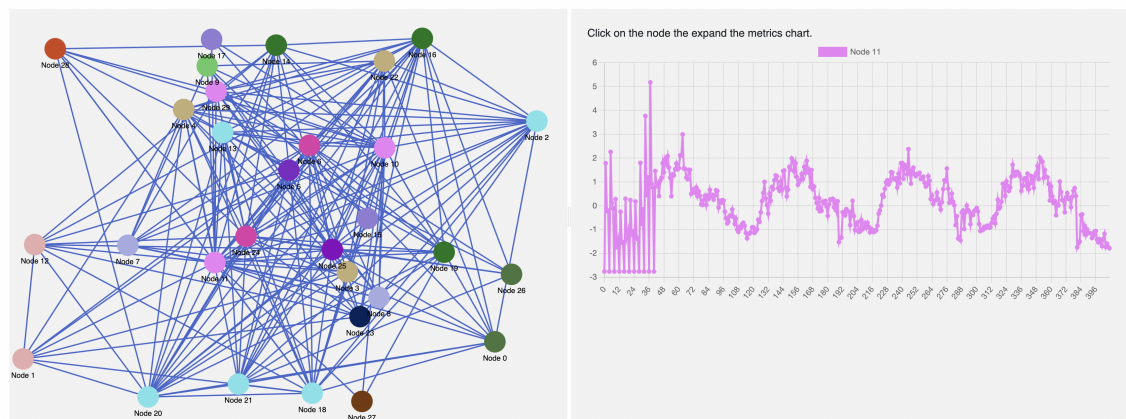 Node 17
Node 16
Node 14
Node 28
Node 22
Node 9
Node 29
Node 4
Node 2
Node 13
Node 10
Node 5
Node 15
Node 12
Node 7
Node 24
Node 11
Node 25
Node 19
Node 3
Node 26
Node 23
Node 0
Node 1
Node 20
Node 21
Node 18
Node 27
Click on the node the expand the metrics chart.
Node 11
6
5
4
3
2
1
0
-1
-2
-3
0 12 24 36 48 60 72 84 96 108 120 132 144 156 168 180 192 204 216 228 240 252 264 276 288 300 312 324 336 348 360 372 384 396